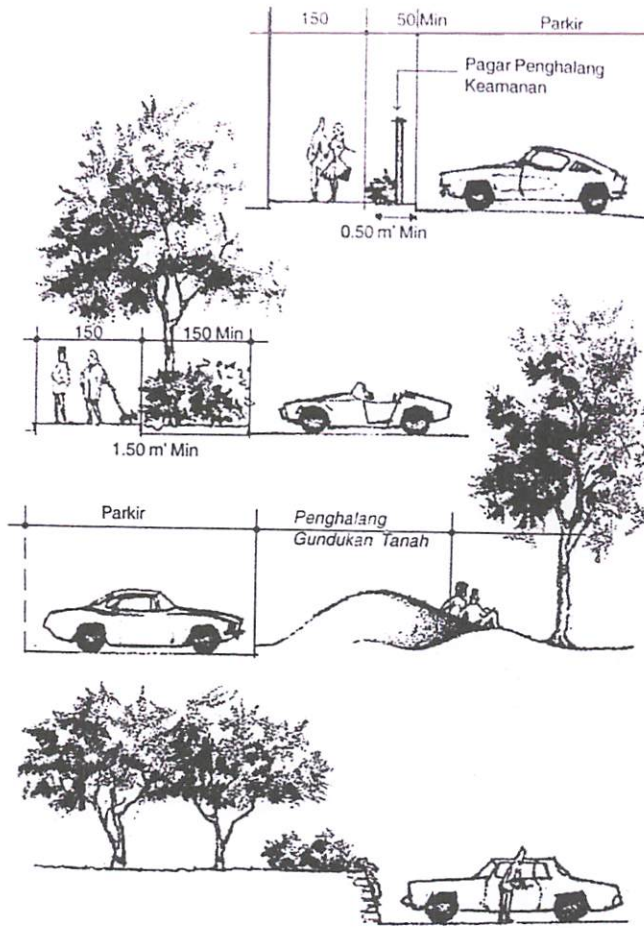 150 50 Min Parkir
Pagar Penghalang
Keamanan
0.50 m' Min
150 150 Min
1.50 m' Min
Parkir Penghalang
Gundukan Tanah